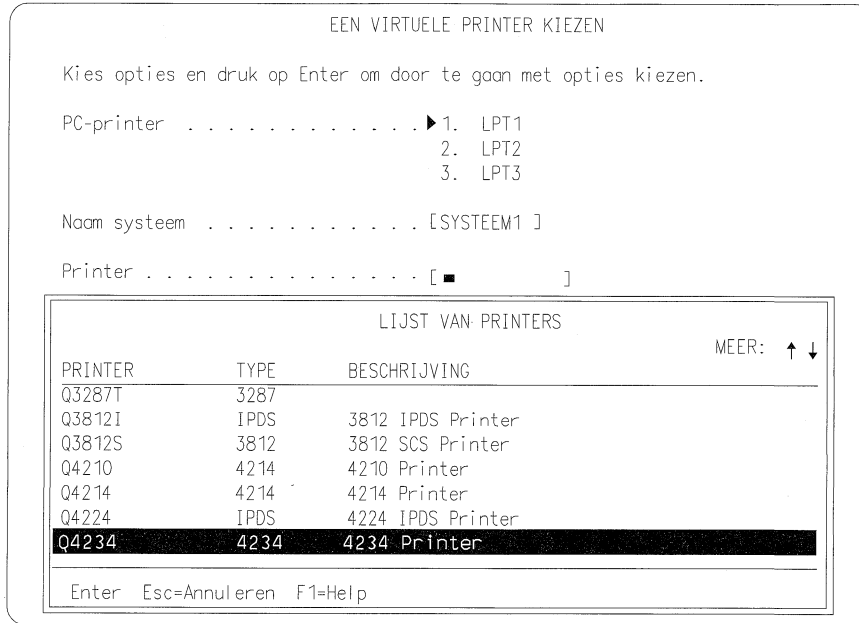 EEN VIRTUELE PRINTER KIEZEN
Kies opties en druk op Enter om door te gaan met opties kiezen.
PC-printer . . . . . . . . . . . . . ▶ 1. LPT1
2. LPT2
3. LPT3
Naam systeem . . . . . . . . . . . . [SYSTEEM1 ]
Printer . . . . . . . . . . . . . . . [ ]
LIJST VAN PRINTERS
MEER: ↑ ↓
PRINTER TYPE BESCHRIJVING
Q3287T 3287
Q3812I IPDS 3812 IPDS Printer
Q3812S 3812 3812 SCS Printer
Q4210 4214 4210 Printer
Q4214 4214 4214 Printer
Q4224 IPDS 4224 IPDS Printer
Q4234 4234 4234 Printer
Enter Esc=Annuleren F1=Help